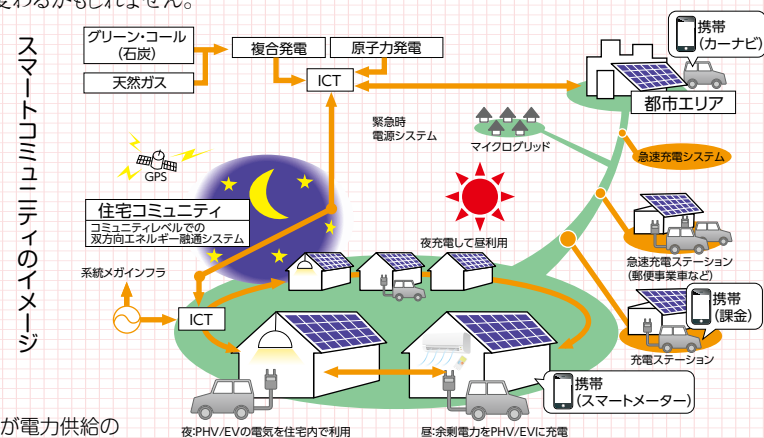 変わるかもしれません。
スマートコミュニティのイメージ
グリーン・コール
(石炭)
天然ガス
複合発電
原子力発電
ICT
携帯
(カーナビ)
都市エリア
緊急時
電源システム
マイクログリッド
急速充電システム
GPS
住宅コミュニティ
コミュニティレベルでの
双方向エネルギー融通システム
夜充電して昼利用
急速充電ステーション
(郵便事業車など)
系統メガインフラ
ICT
携帯
(課金)
充電ステーション
携帯
(スマートメーター)
夜:PHV/EVの電気を住宅内で利用
昼:余剰電力をPHV/EVに充電
が電力供給の